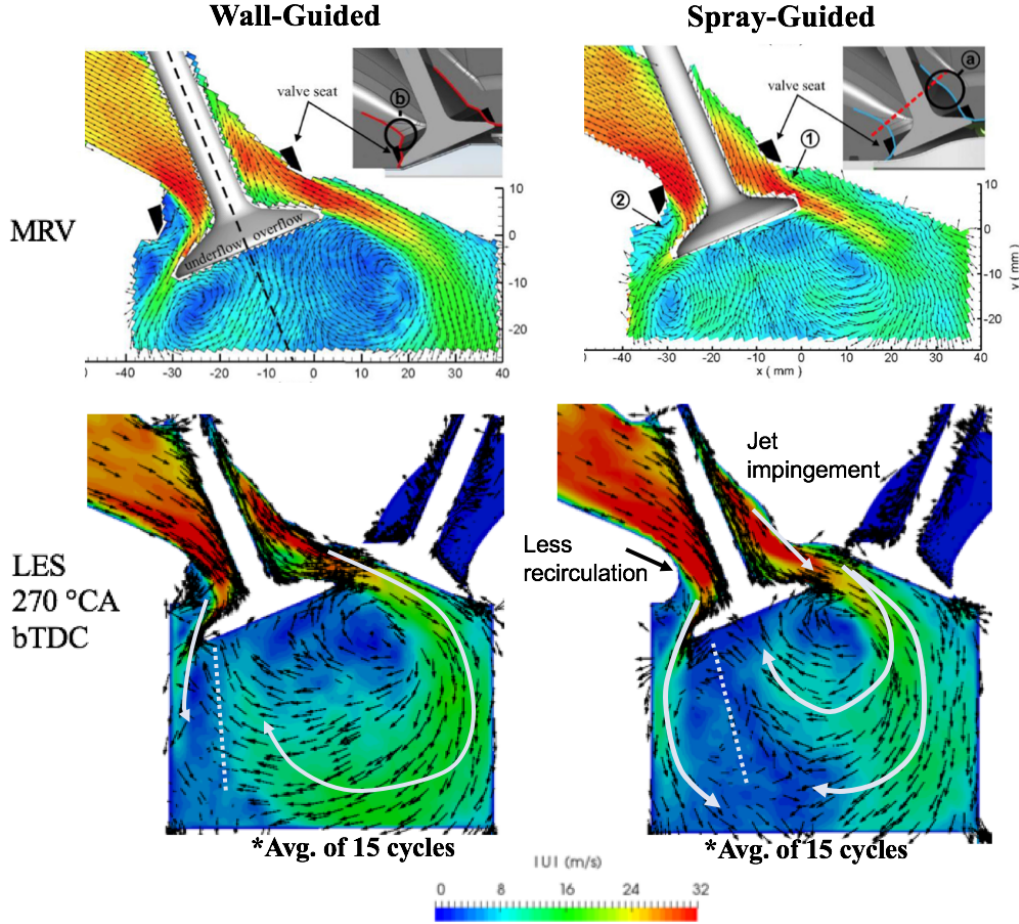 Wall-Guided
Spray-Guided
MRV
valve seat
b
underflow
overflow
10
0
-10
-20
-40
-30
-20
-10
0
10
20
30
40
valve seat
a
1
2
10
0
-10
-20
y ( mm )
-40
-30
-20
-10
0
10
20
30
40
x ( mm )
LES
270 °CA
bTDC
Jet
impingement
Less
recirculation
*Avg. of 15 cycles
*Avg. of 15 cycles
|U| (m/s)
0 8 16 24 32